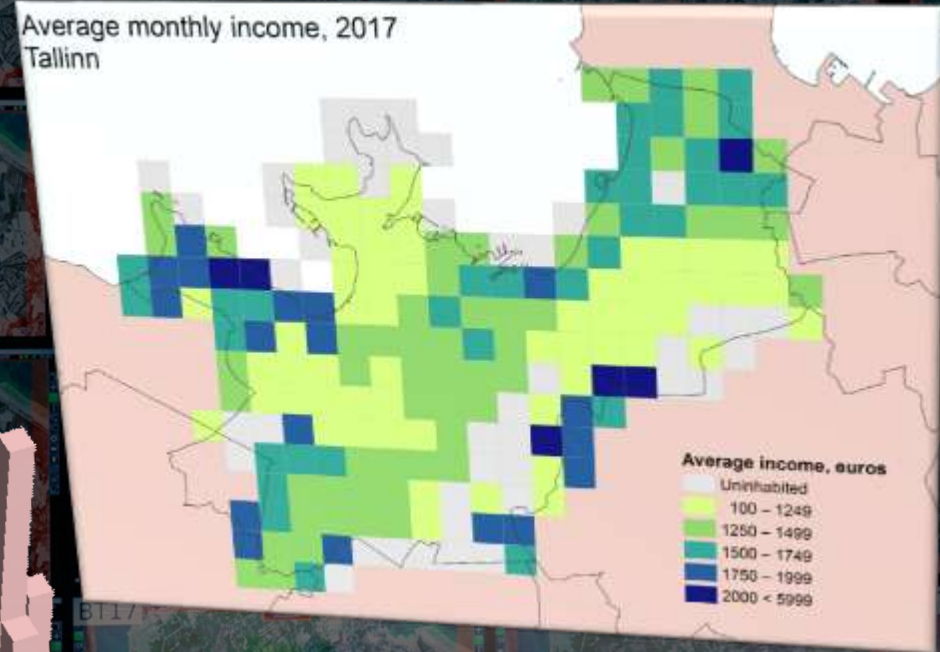 Average monthly income, 2017
Tallinn
Average income, euros
Uninhabited
100 – 1249
1250 – 1499
1500 – 1749
1750 – 1999
2000 < 5999
BT17